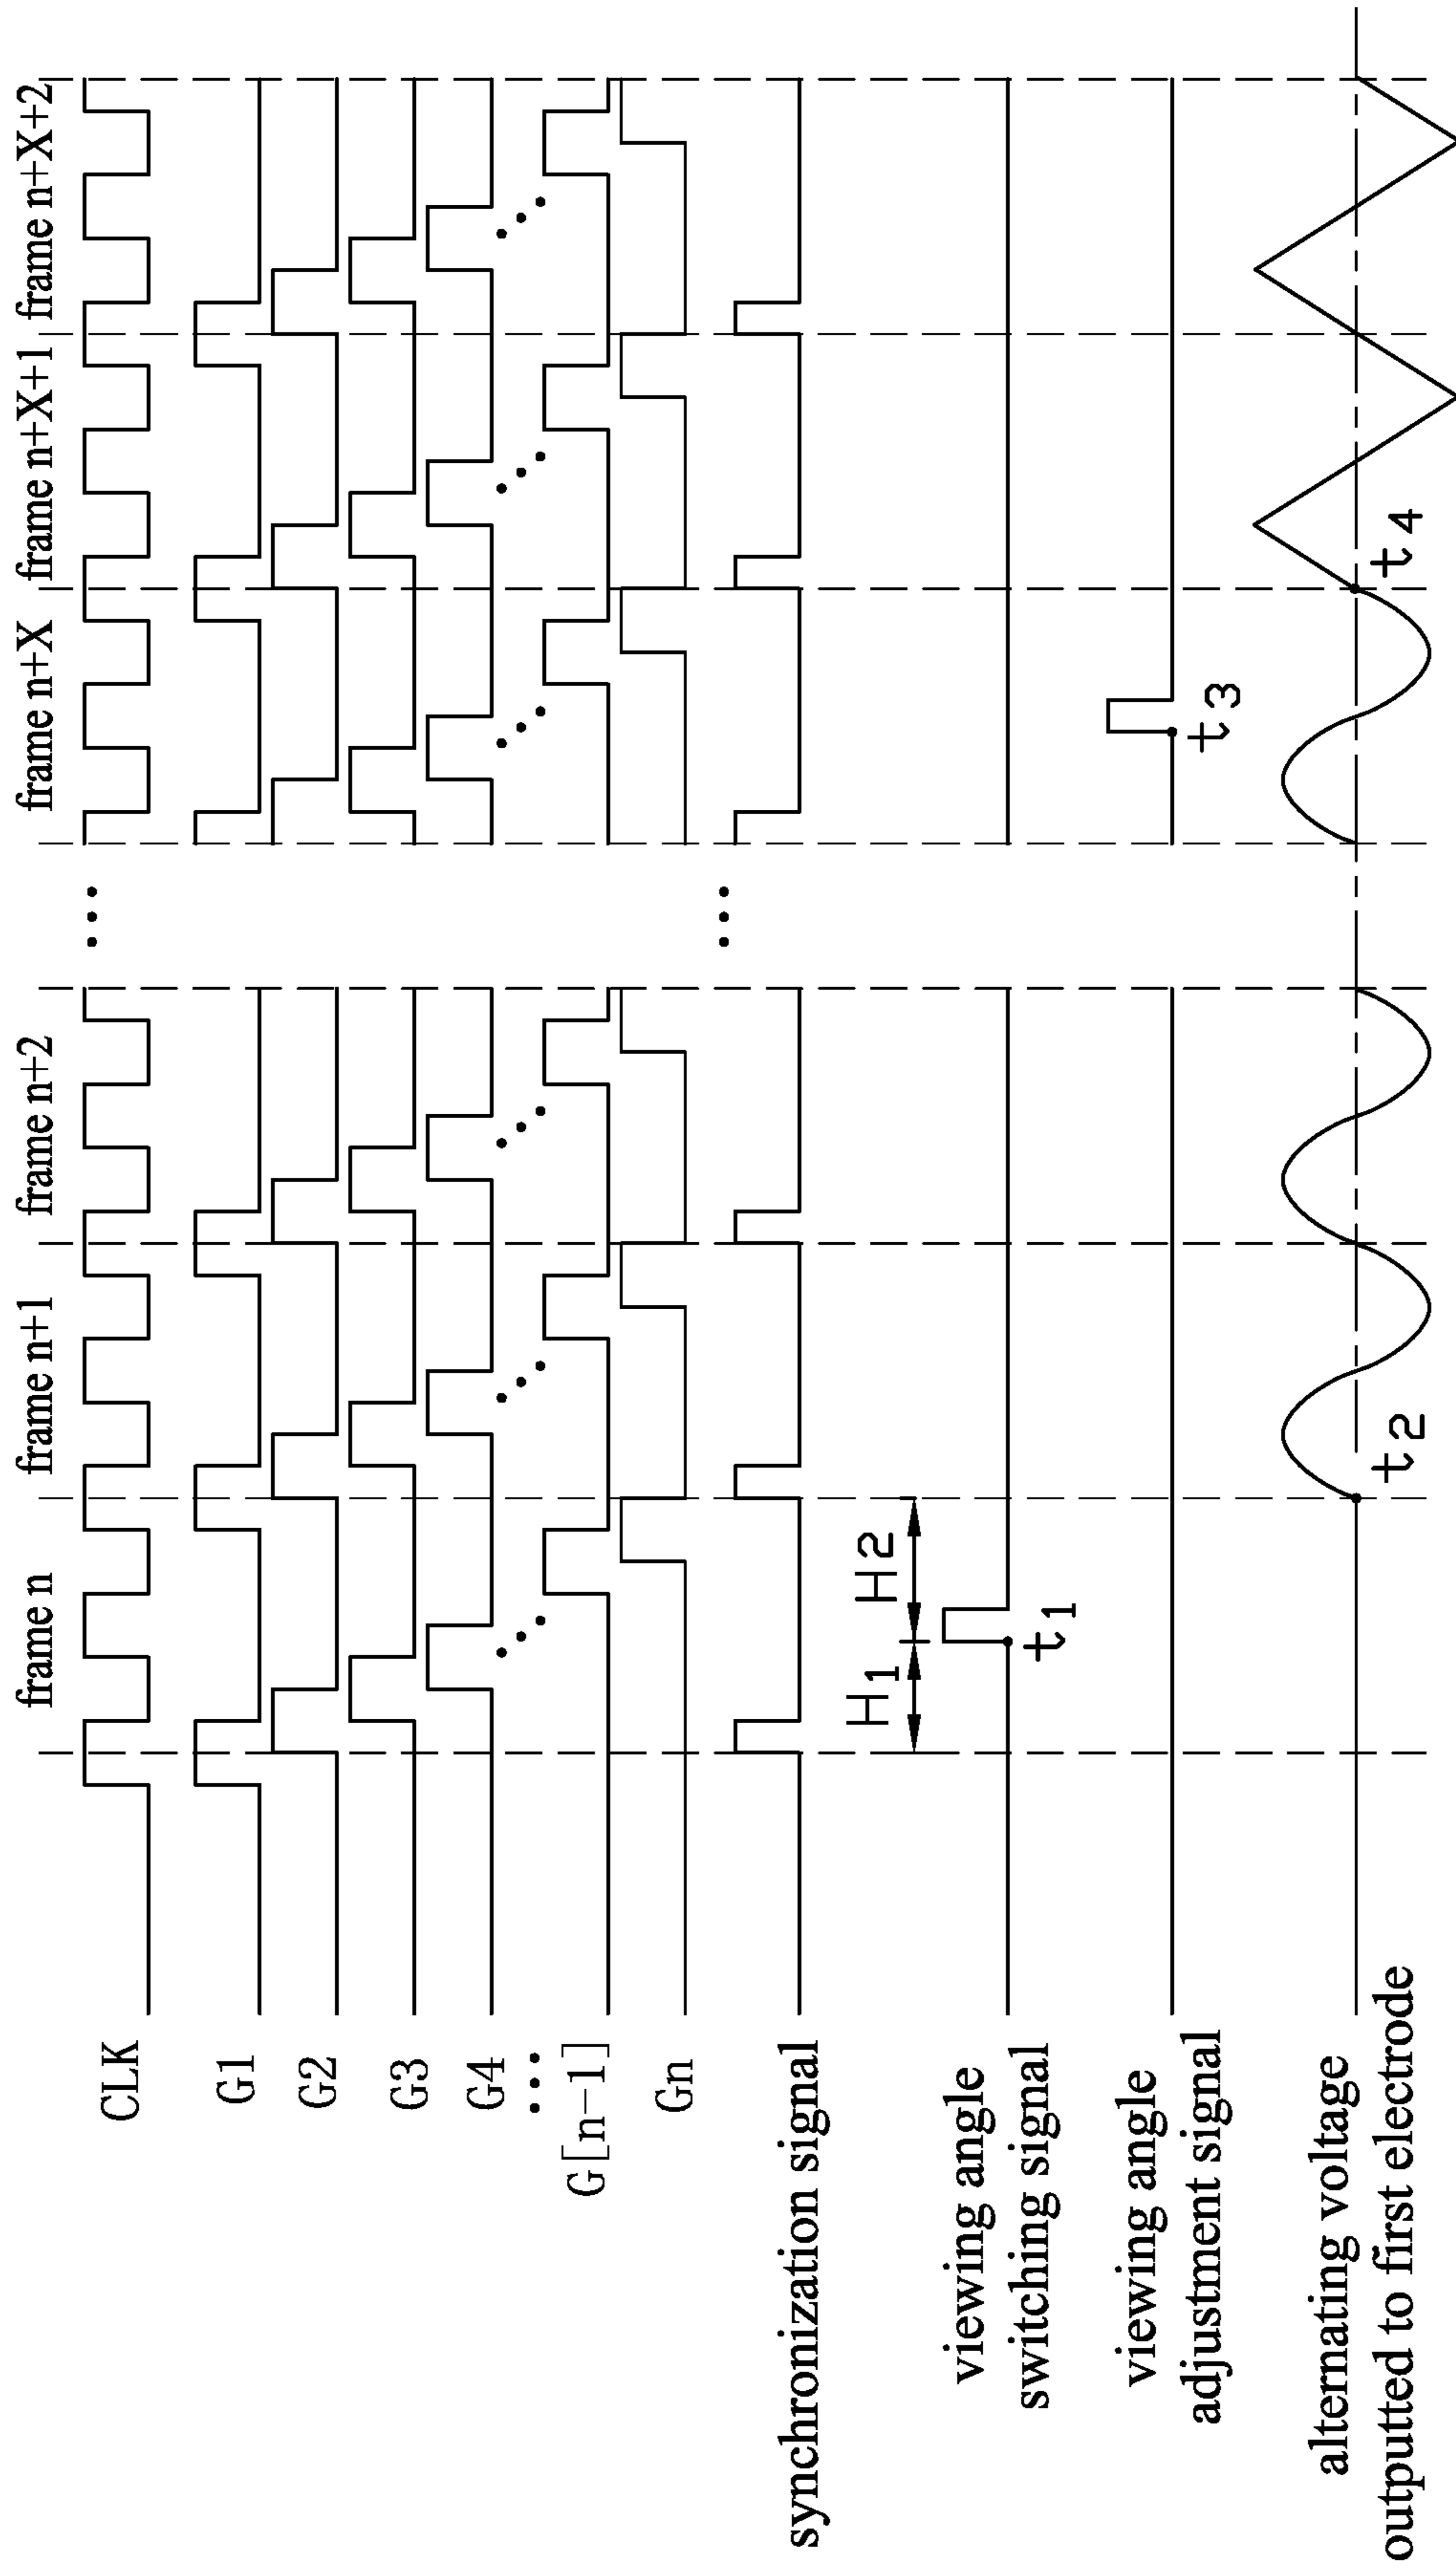 frame n
frame n+1
frame n+2
...
frame n+X
frame n+X+1
frame n+X+2
CLK
G1
G2
G3
G4
...
G[n-1]
Gn
synchronization signal
...
H1
H2
viewing angle
switching signal
t1
viewing angle
adjustment signal
t3
alternating voltage
outputted to first electrode
t2
t4